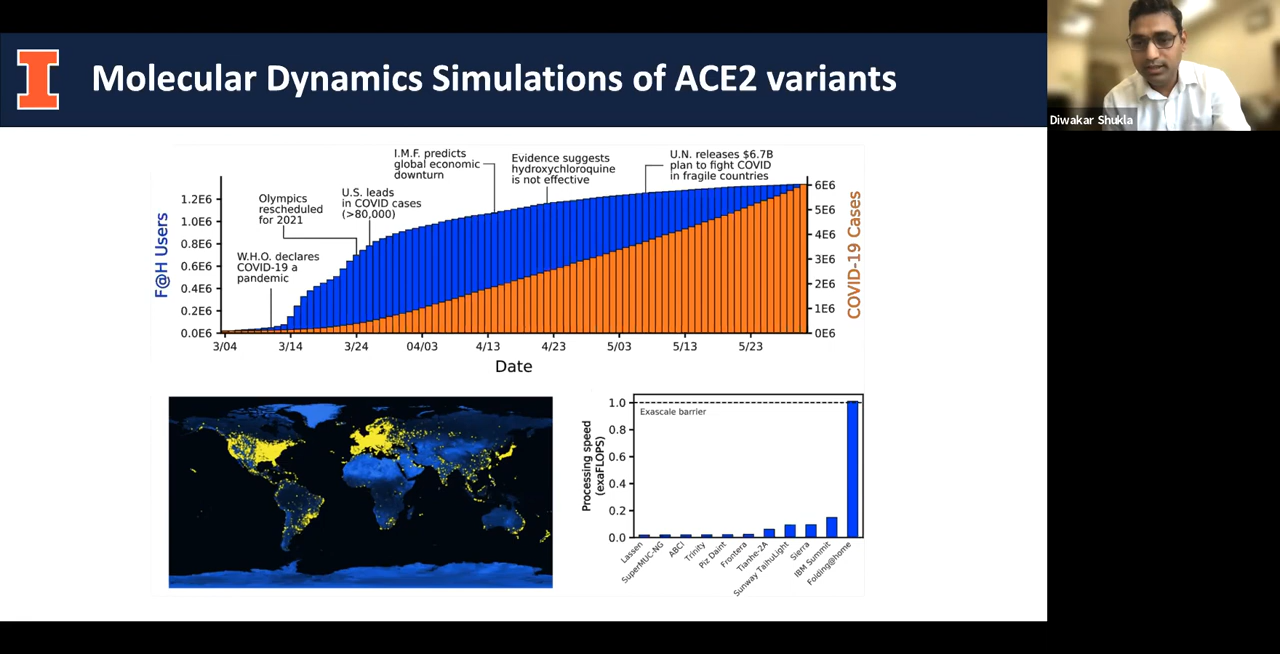 I
Molecular Dynamics Simulations of ACE2 variants
Diwakar Shukla
I.M.F. predicts
global economic
downturn
Evidence suggests
hydroxychloroquine
is not effective
U.N. releases $6.7B
plan to fight COVID
in fragile countries
Olympics
rescheduled
for 2021
U.S. leads
in COVID cases
(>80,000)
W.H.O. declares
COVID-19 a
pandemic
F@H Users
1.2E6
1.0E6
0.8E6
0.6E6
0.4E6
0.2E6
0.0E6
6E6
5E6
4E6
3E6
2E6
1E6
0E6
COVID-19 Cases
3/04 3/14 3/24 04/03 4/13 4/23 5/03 5/13 5/23
Date
Processing speed
(exaFLOPS)
1.0
0.8
0.6
0.4
0.2
0.0
Exascale barrier
Lassen
SuperMUC-NG
ABCI
Trinity
Piz Daint
Frontera
Tianhe-2A
Sunway TaihuLight
Sierra
IBM Summit
Folding@home